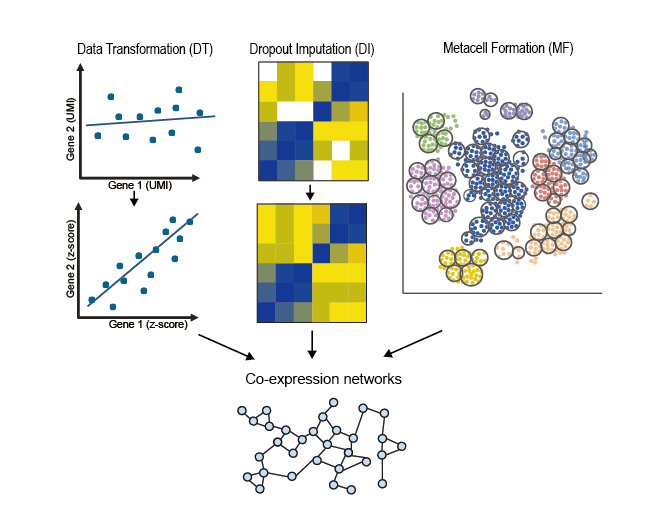 Data Transformation (DT)
Dropout Imputation (DI)
Metacell Formation (MF)
Gene 2 (UMI)
Gene 1 (UMI)
Gene 2 (z-score)
Gene 1 (z-score)
Co-expression networks